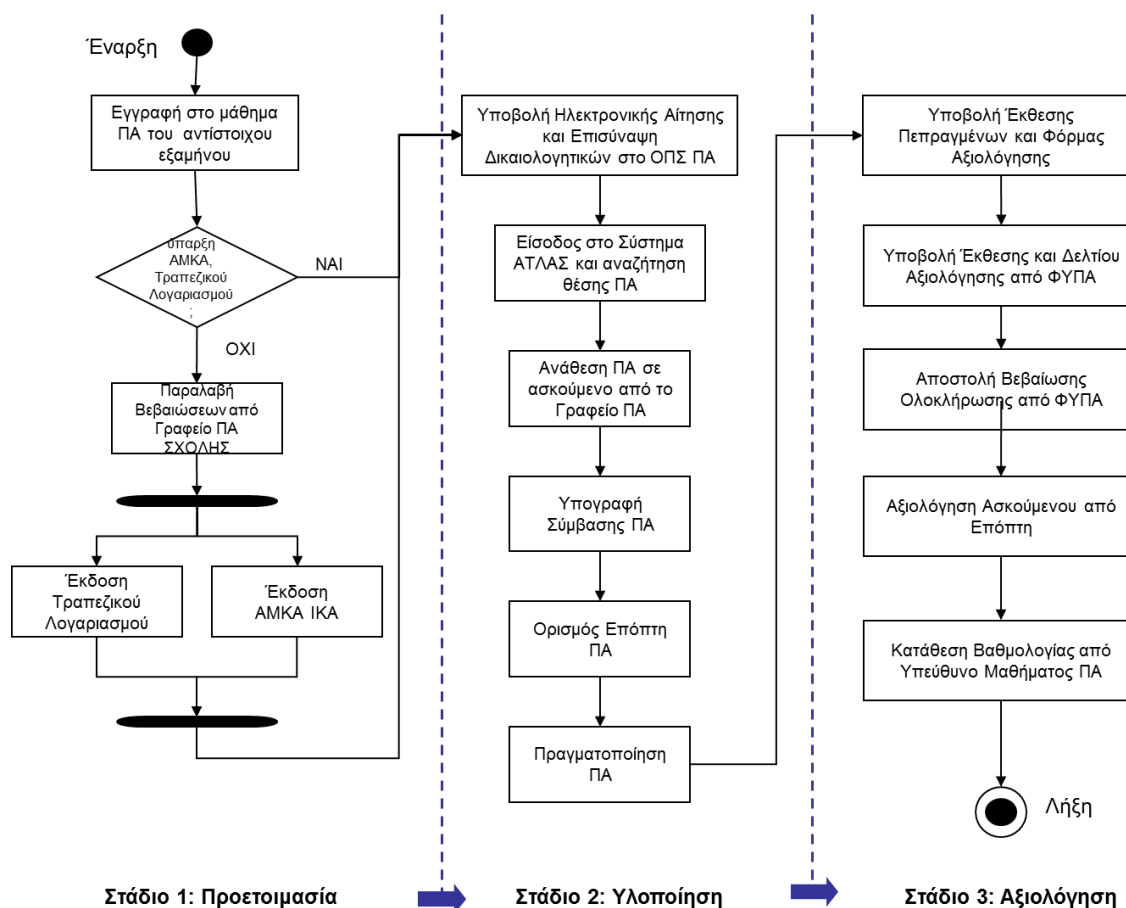 Έναρξη
Εγγραφή στο μάθημα
ΠΑ του αντίστοιχου
εξαμήνου
ύπαρξη
ΑΜΚΑ,
Τραπεζικού
Λογαριασμού
;
ΝΑΙ
ΟΧΙ
Παραλαβή
Βεβαιώσεων από
Γραφείο ΠΑ
ΣΧΟΛΗΣ
Έκδοση
Τραπεζικού
Λογαριασμού
Έκδοση
ΑΜΚΑ ΙΚΑ
Στάδιο 1: Προετοιμασία
Υποβολή Ηλεκτρονικής Αίτησης
και Επισύναψη
Δικαιολογητικών στο ΟΠΣ ΠΑ
Είσοδος στο Σύστημα
ΑΤΛΑΣ και αναζήτηση
θέσης ΠΑ
Ανάθεση ΠΑ σε
ασκούμενο από το
Γραφείο ΠΑ
Υπογραφή
Σύμβασης ΠΑ
Ορισμός Επόπτη
ΠΑ
Πραγματοποίηση
ΠΑ
Στάδιο 2: Υλοποίηση
Υποβολή Έκθεσης
Πεπραγμένων και Φόρμας
Αξιολόγησης
Υποβολή Έκθεσης και Δελτίου
Αξιολόγησης από ΦΥΠΑ
Αποστολή Βεβαίωσης
Ολοκλήρωσης από ΦΥΠΑ
Αξιολόγηση Ασκούμενου από
Επόπτη
Κατάθεση Βαθμολογίας από
Υπεύθυνο Μαθήματος ΠΑ
Λήξη
Στάδιο 3: Αξιολόγηση